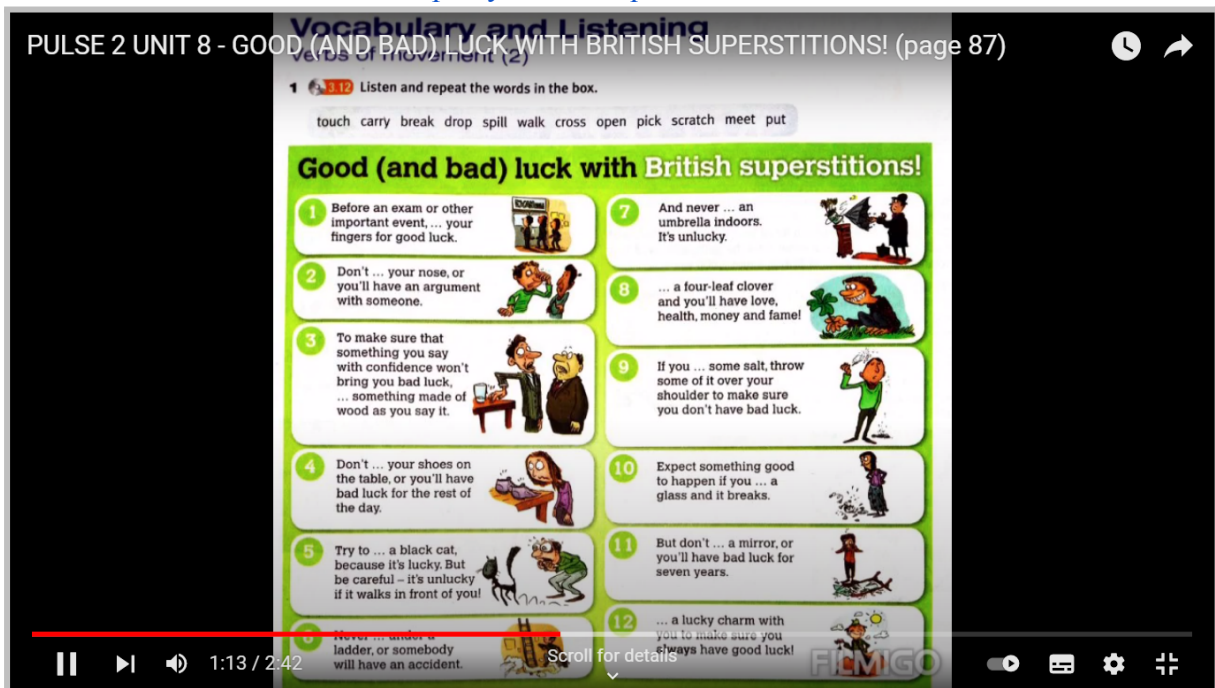 PULSE 2 UNIT 8 - GOOD (AND BAD) LUCK WITH BRITISH SUPERSTITIONS! (page 87)
Vocabulary and Listening
Verbs of movement (2)
1 3.12 Listen and repeat the words in the box.
touch carry break drop spill walk cross open pick scratch meet put
Good (and bad) luck with British superstitions!
1 Before an exam or other
important event, ... your
fingers for good luck.
2 Don't ... your nose, or
you'll have an argument
with someone.
3 To make sure that
something you say
with confidence won't
bring you bad luck,
... something made of
wood as you say it.
4 Don't ... your shoes on
the table, or you'll have
bad luck for the rest of
the day.
5 Try to ... a black cat,
because it's lucky. But
be careful – it's unlucky
if it walks in front of you!
6 Never ... under a
ladder, or somebody
will have an accident.
7 And never ... an
umbrella indoors.
It's unlucky.
8 ... a four-leaf clover
and you'll have love,
health, money and fame!
9 If you ... some salt, throw
some of it over your
shoulder to make sure
you don't have bad luck.
10 Expect something good
to happen if you ... a
glass and it breaks.
11 But don't ... a mirror, or
you'll have bad luck for
seven years.
12 ... a lucky charm with
you to make sure you
always have good luck!
1:13 / 2:42
Scroll for details
FILMIGO